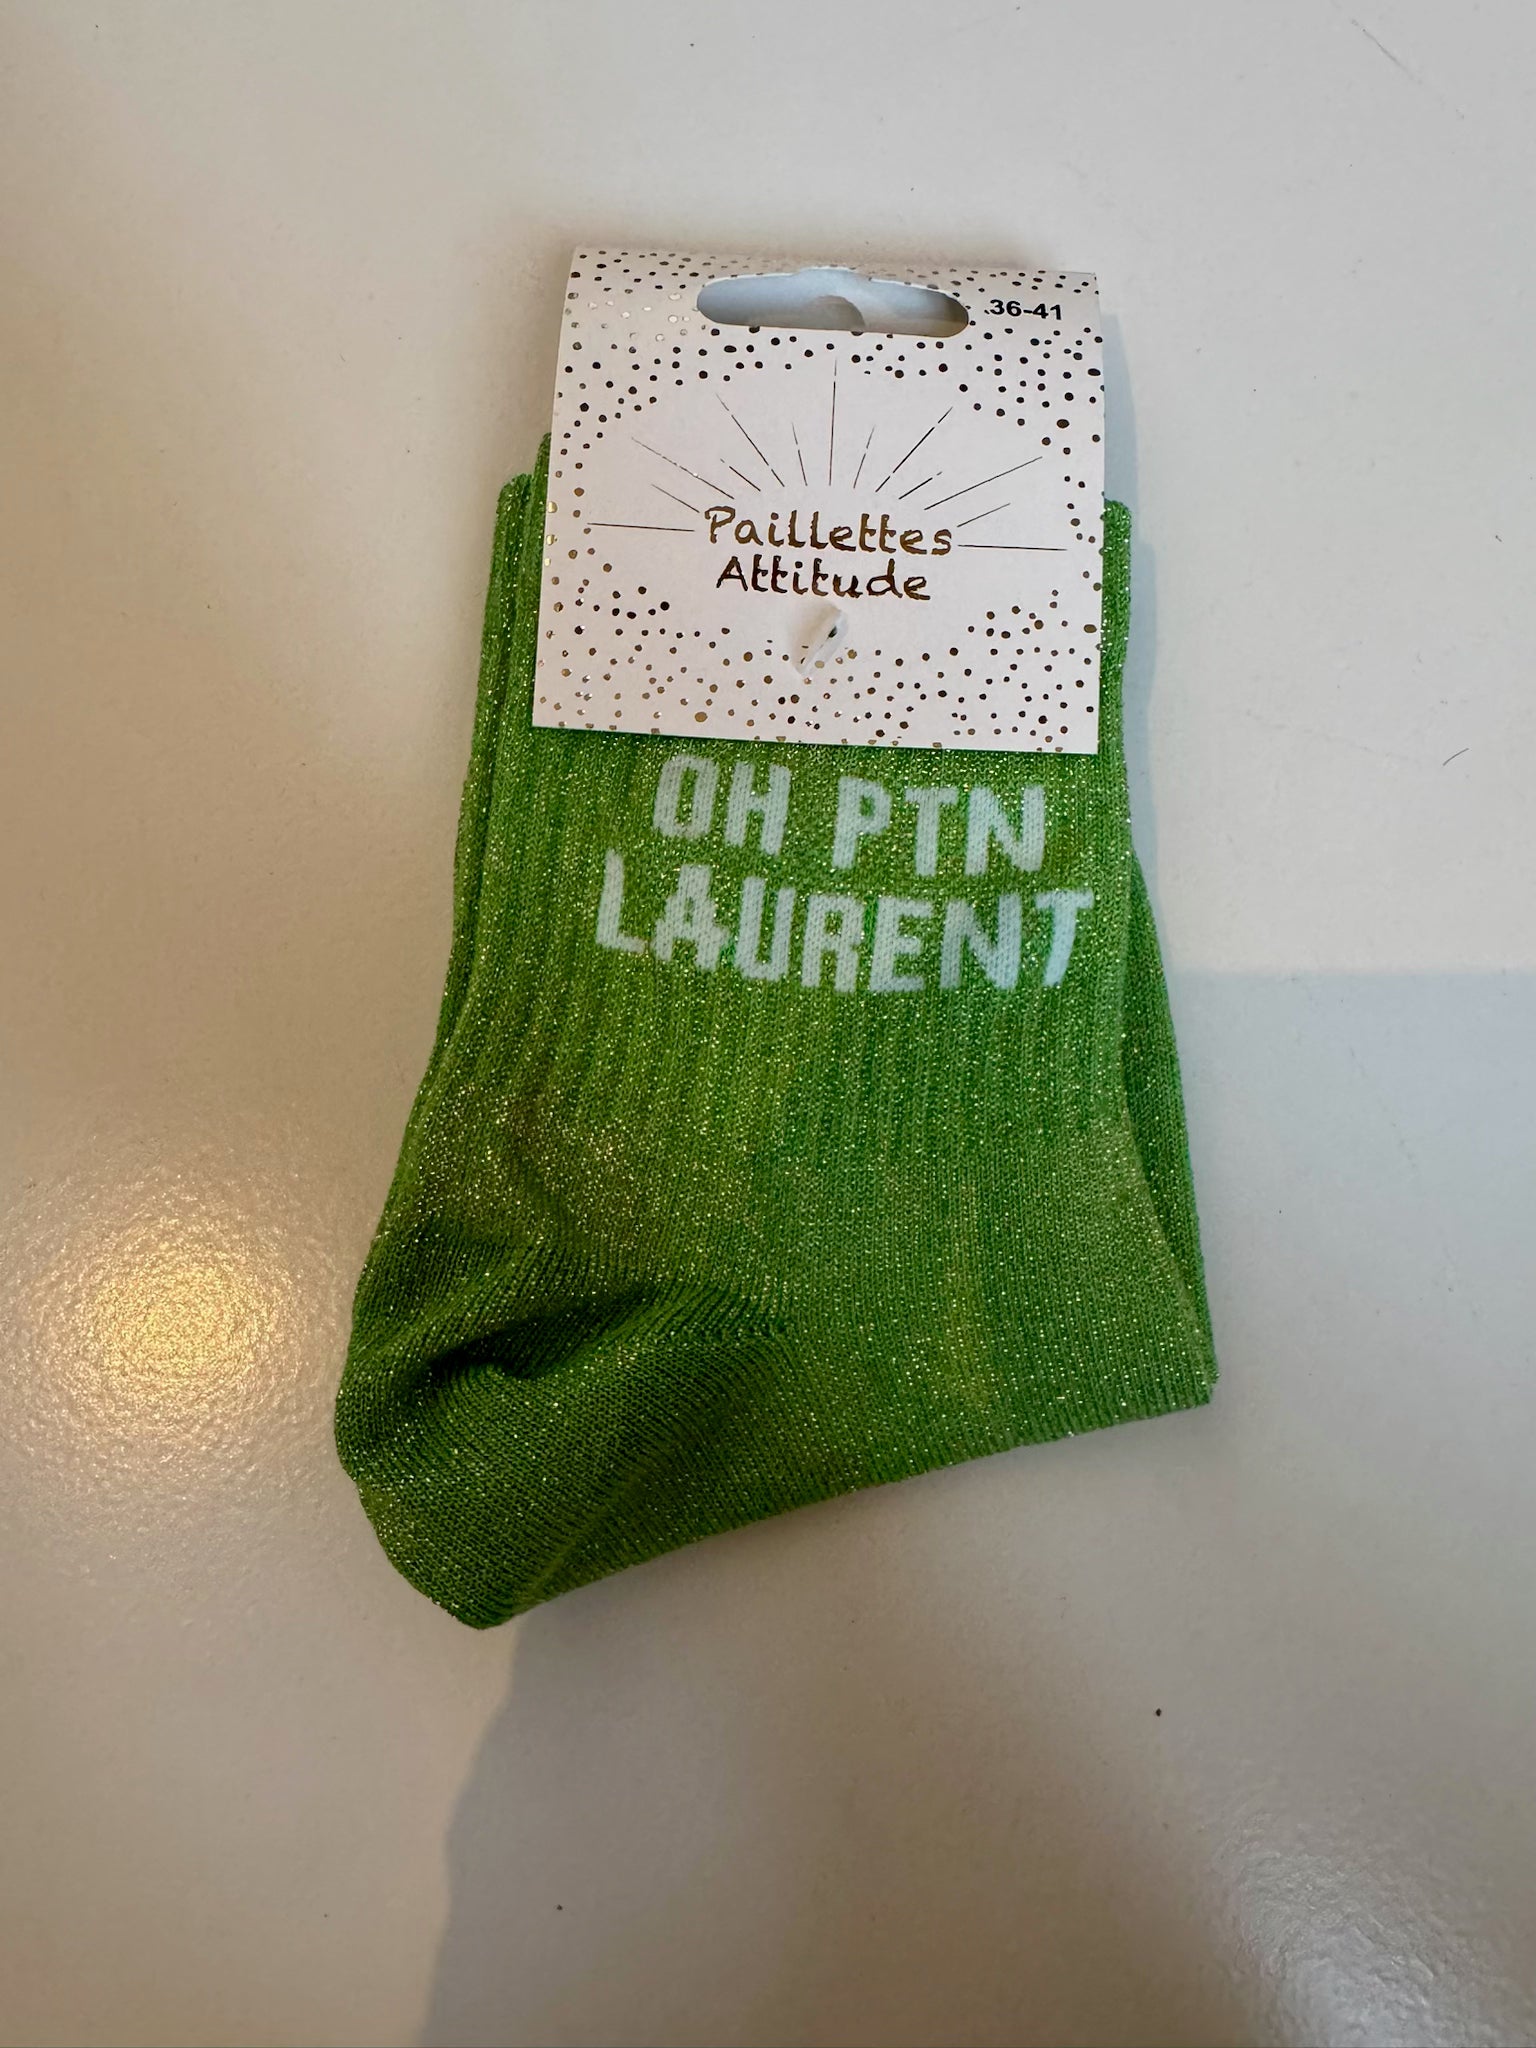 36-41
Paillettes
Attitude
OH PTN
LAURENT